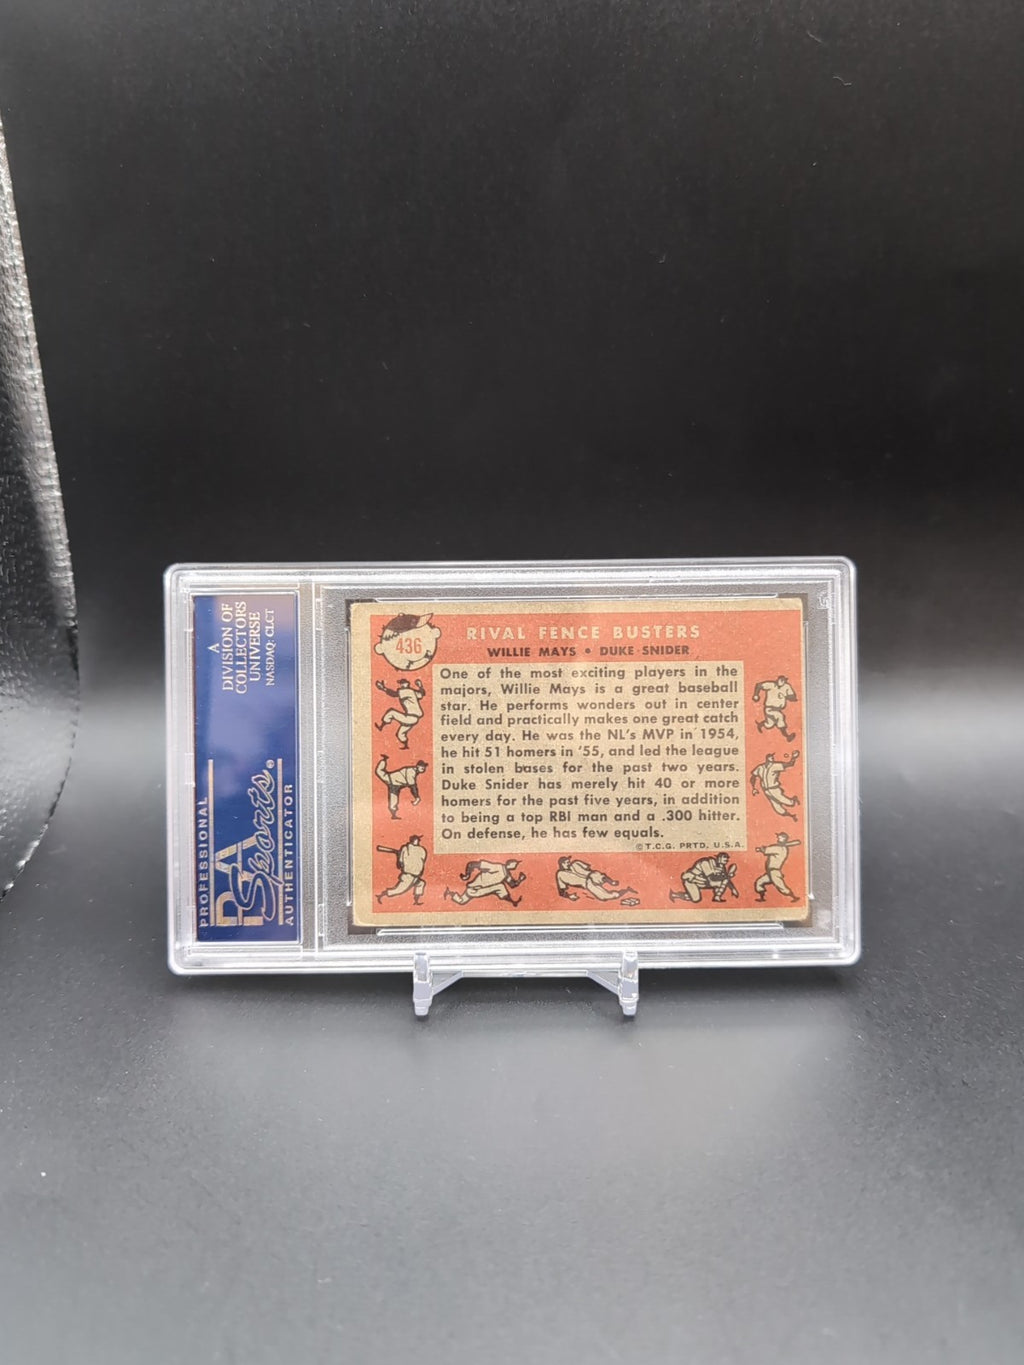 A
DIVISION OF
COLLECTORS
UNIVERSE
NASDAQ: CLCT
PROFESSIONAL
PSA
Sports®
AUTHENTICATOR
436
RIVAL FENCE BUSTERS
WILLIE MAYS • DUKE SNIDER
One of the most exciting players in the
majors, Willie Mays is a great baseball
star. He performs wonders out in center
field and practically makes one great catch
every day. He was the NL's MVP in 1954,
he hit 51 homers in '55, and led the league
in stolen bases for the past two years.
Duke Snider has merely hit 40 or more
homers for the past five years, in addition
to being a top RBI man and a .300 hitter.
On defense, he has few equals.
© T.C.G. PRTD. U.S.A.